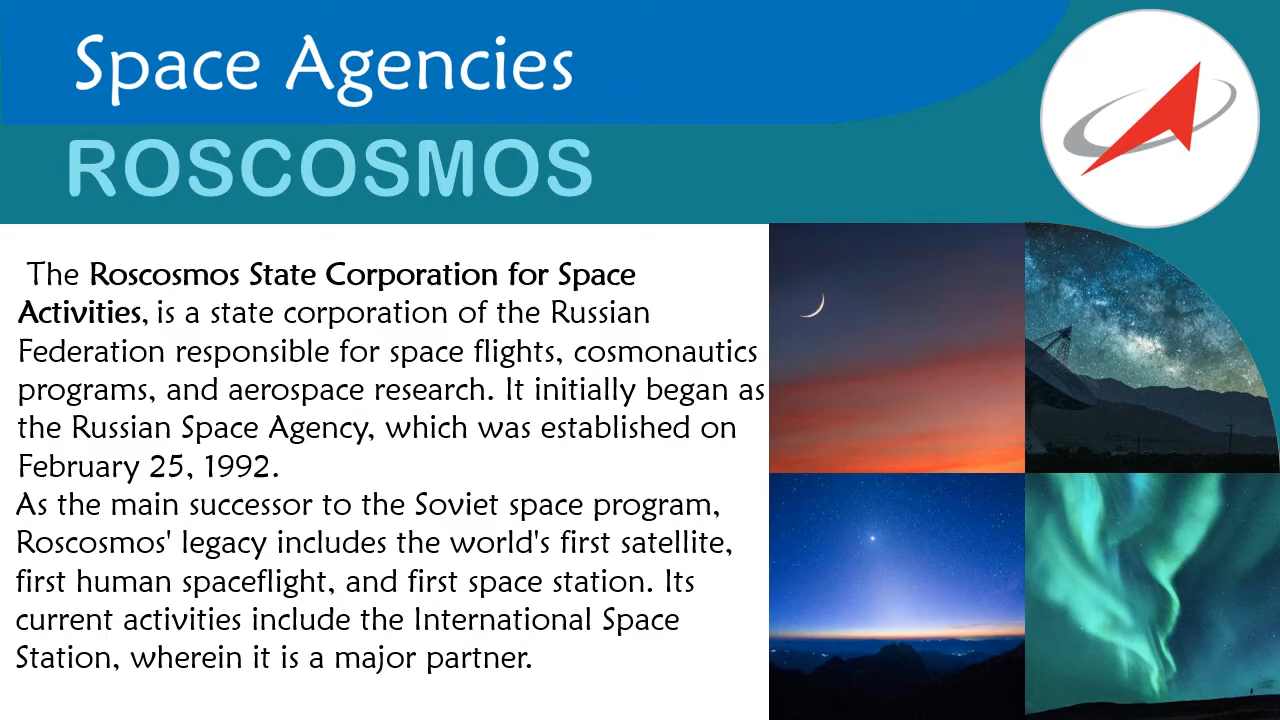 Space Agencies
ROSCOSMOS
The Roscosmos State Corporation for Space
Activities, is a state corporation of the Russian
Federation responsible for space flights, cosmonautics
programs, and aerospace research. It initially began as
the Russian Space Agency, which was established on
February 25, 1992.
As the main successor to the Soviet space program,
Roscosmos' legacy includes the world's first satellite,
first human spaceflight, and first space station. Its
current activities include the International Space
Station, wherein it is a major partner.